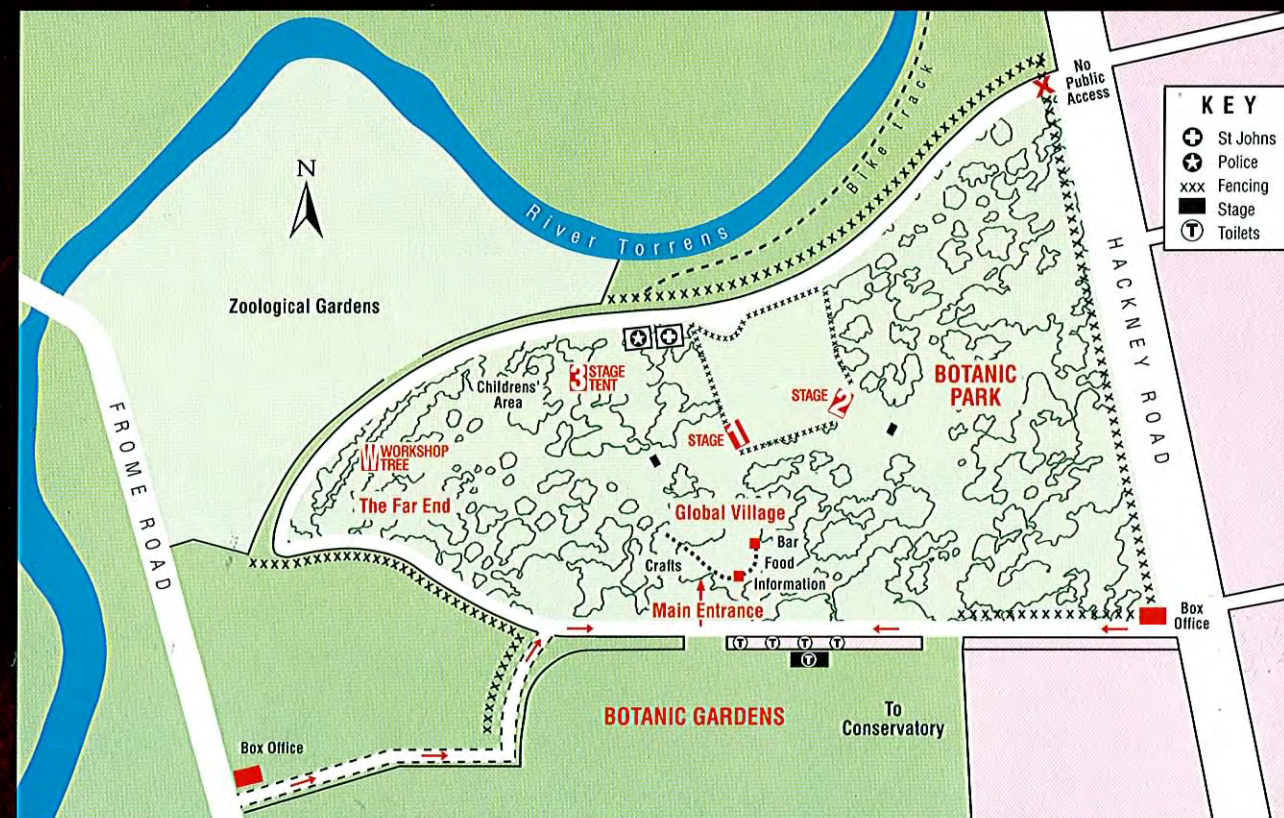 No
Public
Access
KEY
St Johns
Police
xxx Fencing
Stage
T Toilets
Bike track
River Torrens
N
Zoological Gardens
HACKNEY ROAD
FROME ROAD
3 STAGE
TENT
Childrens'
Area
STAGE 2
BOTANIC
PARK
STAGE 1
W WORKSHOP
TREE
The Far End
Global Village
Bar
Crafts
Food
Information
Main Entrance
Box
Office
T T T T
T
BOTANIC GARDENS
To
Conservatory
Box Office